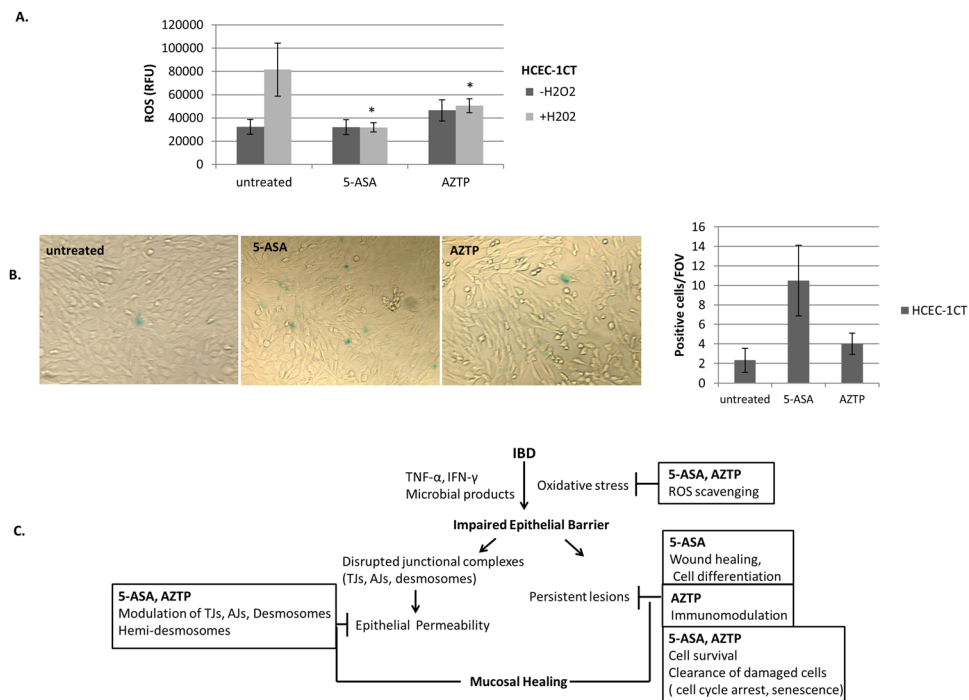 A.
120000
100000
80000
60000
40000
20000
0
ROS (RFU)
*
*
untreated
5-ASA
AZTP
HCEC-1CT
-H2O2
+H202
B.
untreated
5-ASA
AZTP
16
14
12
10
8
6
4
2
0
Positive cells/FOV
untreated
5-ASA
AZTP
HCEC-1CT
C.
IBD
TNF-α, IFN-γ
Microbial products
Oxidative stress
5-ASA, AZTP
ROS scavenging
Impaired Epithelial Barrier
Disrupted junctional complexes
(TJs, AJs, desmosomes)
Persistent lesions
5-ASA
Wound healing,
Cell differentiation
AZTP
Immunomodulation
5-ASA, AZTP
Cell survival
Clearance of damaged cells
( cell cycle arrest, senescence)
5-ASA, AZTP
Modulation of TJs, AJs, Desmosomes
Hemi-desmosomes
Epithelial Permeability
Mucosal Healing